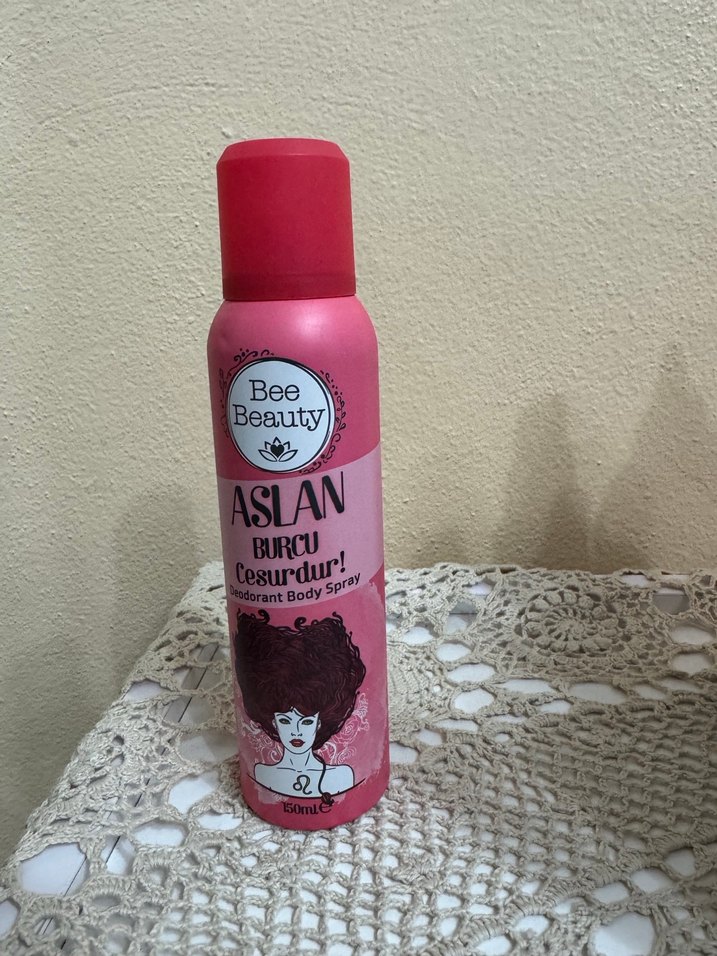 Bee
Beauty
ASLAN
BURCU
Cesurdur!
Deodorant Body Spray
150ml e